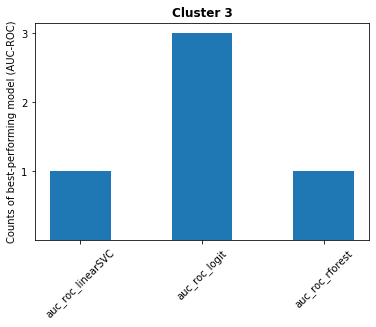 Cluster 3
Counts of best-performing model (AUC-ROC)
3
2
1
auc_roc_linearSVC
auc_roc_logit
auc_roc_rforest